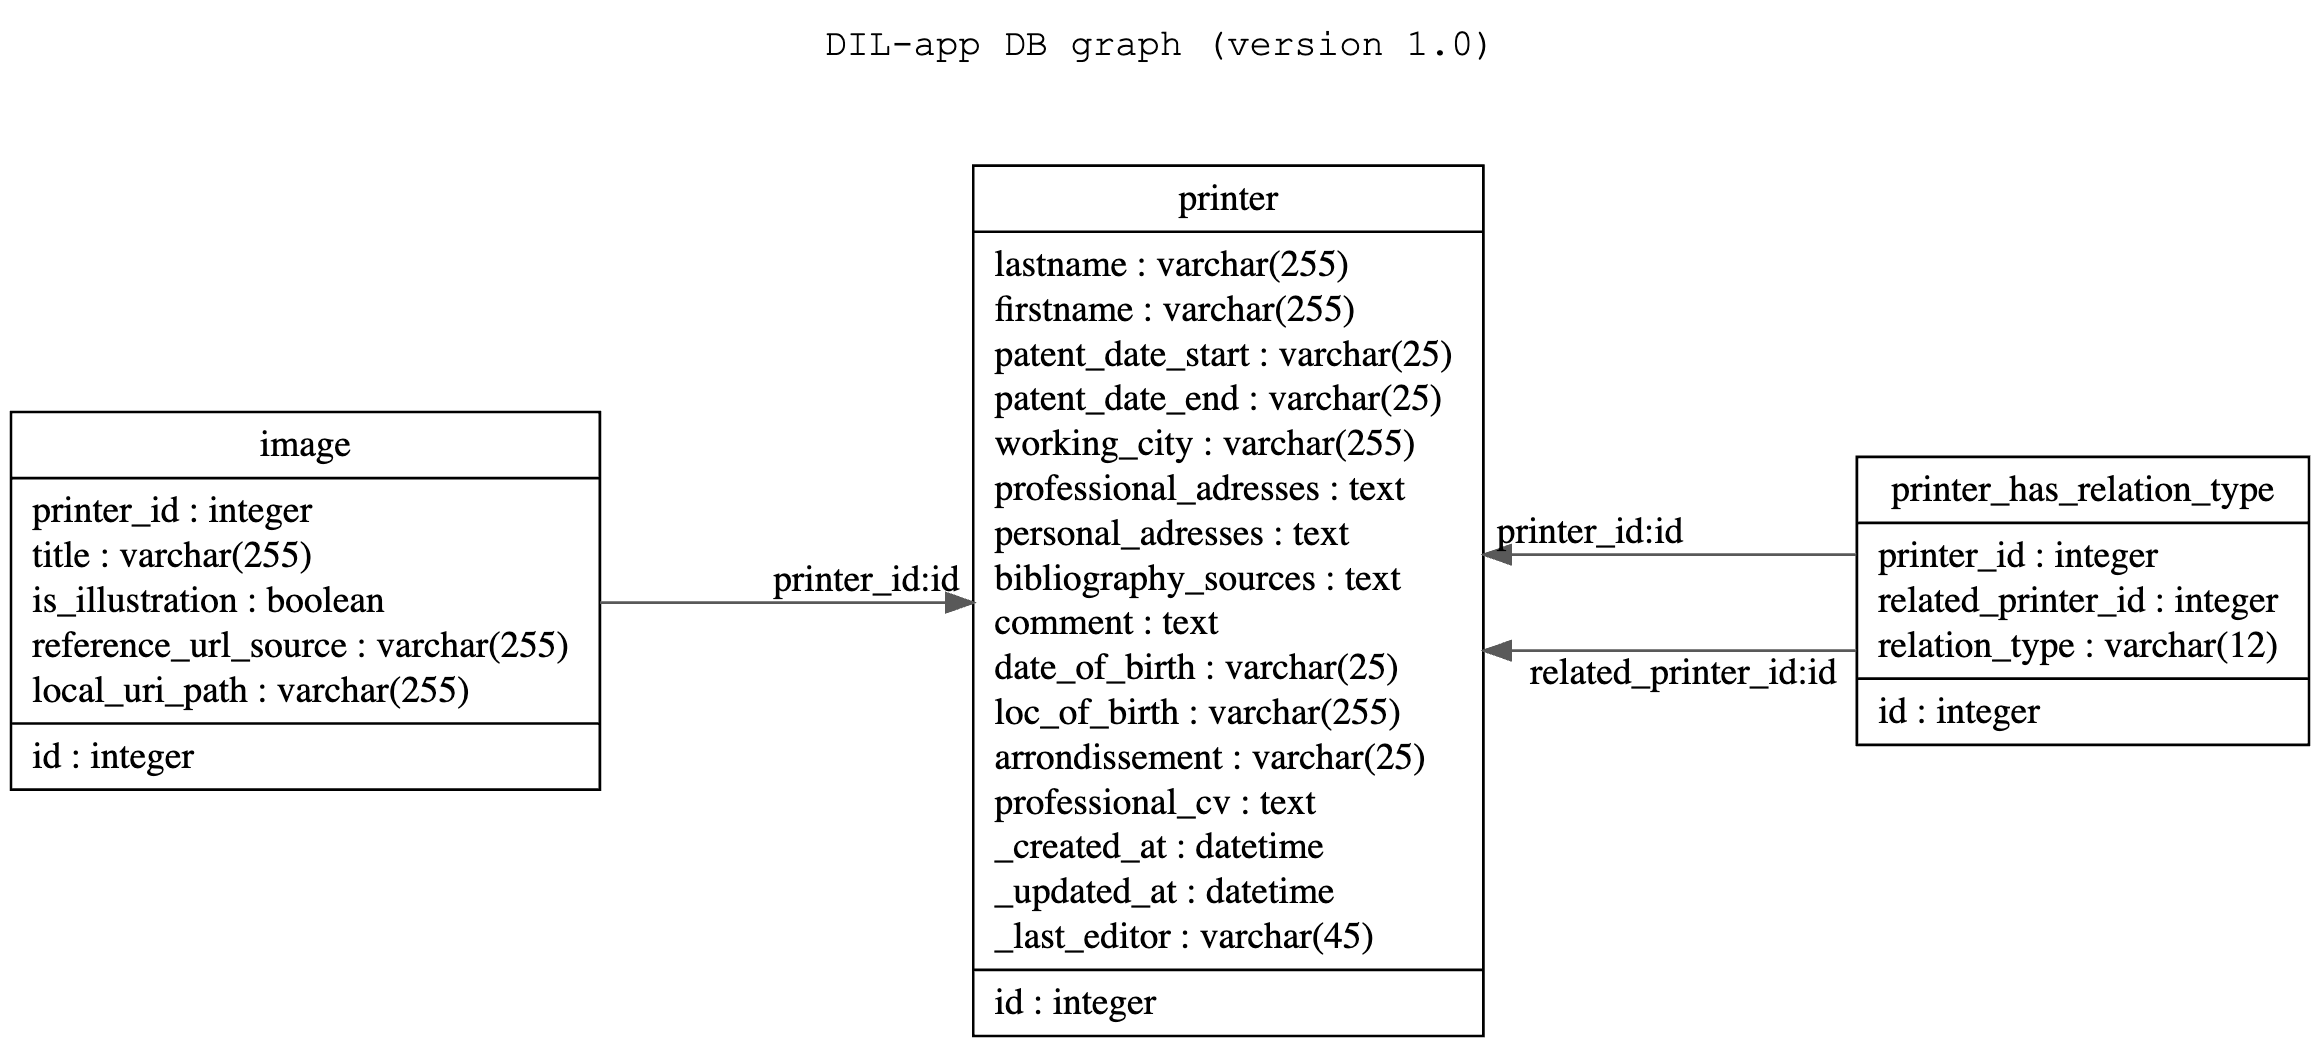 DIL-app DB graph (version 1.0)
image
printer_id : integer
title : varchar(255)
is_illustration : boolean
reference_url_source : varchar(255)
local_uri_path : varchar(255)
id : integer
printer_id:id
printer
lastname : varchar(255)
firstname : varchar(255)
patent_date_start : varchar(25)
patent_date_end : varchar(25)
working_city : varchar(255)
professional_adresses : text
personal_adresses : text
bibliography_sources : text
comment : text
date_of_birth : varchar(25)
loc_of_birth : varchar(255)
arrondissement : varchar(25)
professional_cv : text
_created_at : datetime
_updated_at : datetime
_last_editor : varchar(45)
id : integer
printer_id:id
related_printer_id:id
printer_has_relation_type
printer_id : integer
related_printer_id : integer
relation_type : varchar(12)
id : integer